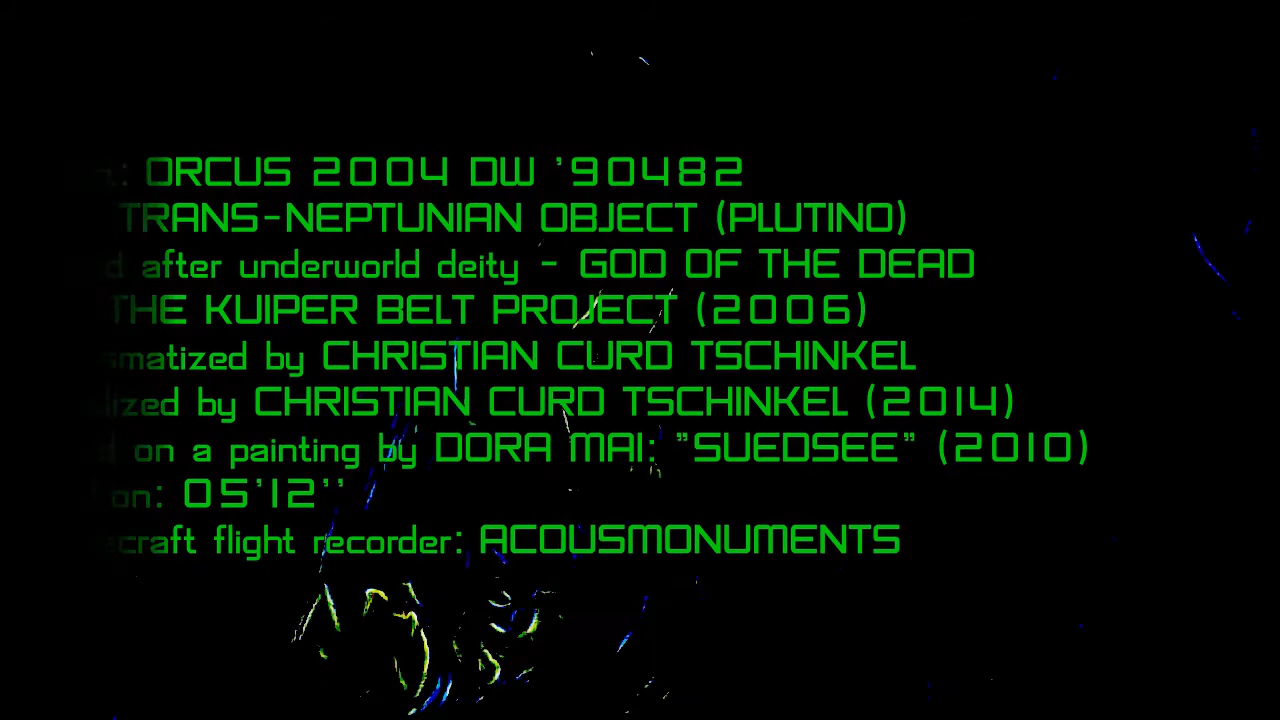 : ORCUS 2004 DW '90482
TRANS-NEPTUNIAN OBJECT (PLUTINO)
after underworld deity - GOD OF THE DEAD
THE KUIPER BELT PROJECT (2006)
by CHRISTIAN CURD TSCHINKEL
by CHRISTIAN CURD TSCHINKEL (2014)
on a painting by DORA MAI: "SUEDSEE" (2010)
: 05'12''
flight recorder: ACOUSMONUMENTS